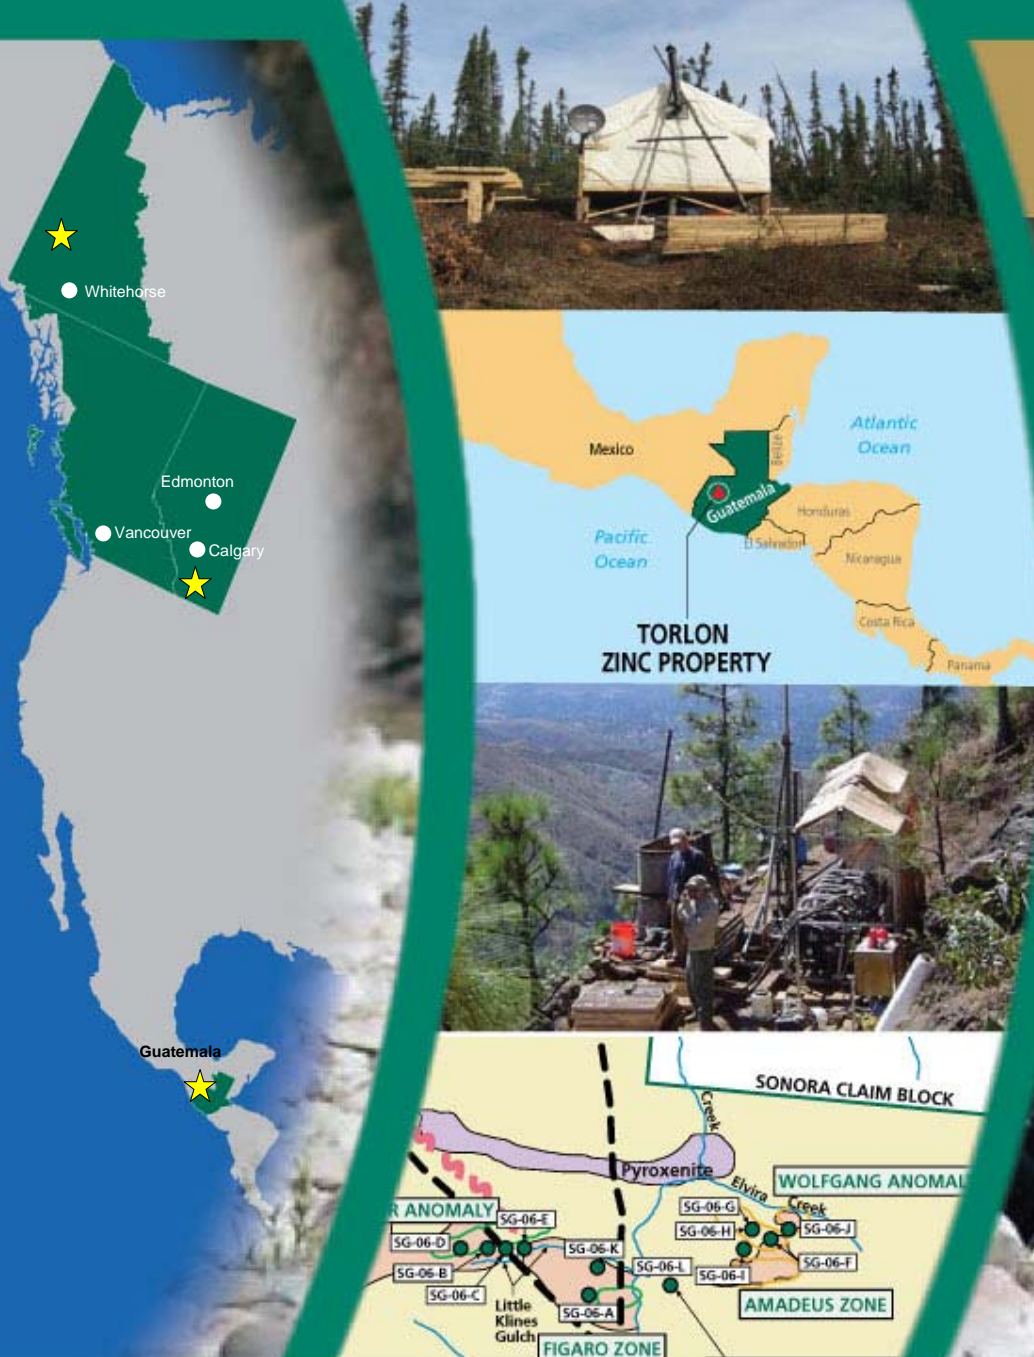 Whitehorse
Edmonton
Vancouver
Calgary
Guatemala
Mexico
Belize
Atlantic
Ocean
Guatemala
Honduras
Pacific
Ocean
El Salvador
Nicaragua
Costa Rica
Panama
TORLON
ZINC PROPERTY
SONORA CLAIM BLOCK
Creek
Pyroxenite
Elvira Creek
WOLFGANG ANOMAL
R ANOMALY
SG-06-E
SG-06-G
SG-06-D
SG-06-H
SG-06-J
SG-06-K
SG-06-B
SG-06-L
SG-06-I
SG-06-F
SG-06-C
SG-06-A
Little
Klines
Gulch
AMADEUS ZONE
FIGARO ZONE